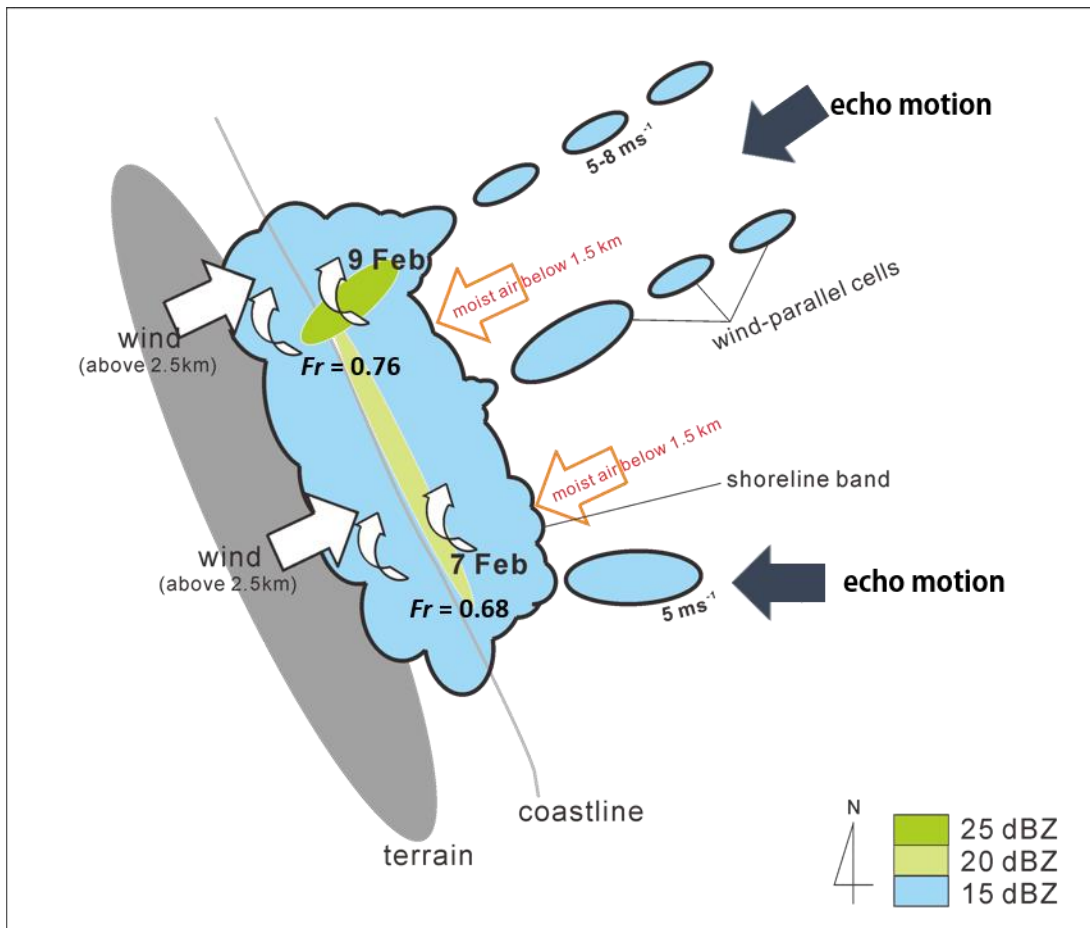 echo motion
5-8 ms⁻¹
9 Feb
moist air below 1.5 km
wind-parallel cells
wind
(above 2.5km)
Fr = 0.76
moist air below 1.5 km
shoreline band
wind
(above 2.5km)
7 Feb
Fr = 0.68
5 ms⁻¹
echo motion
coastline
terrain
N
25 dBZ
20 dBZ
15 dBZ